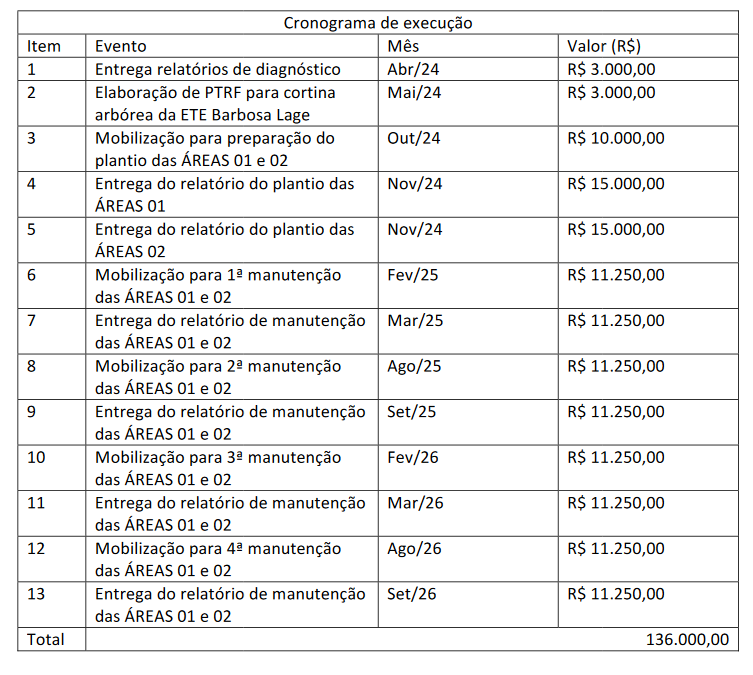 Cronograma de execução
Item Evento Mês Valor (R$)
1 Entrega relatórios de diagnóstico Abr/24 R$ 3.000,00
2 Elaboração de PTRF para cortina Mai/24 R$ 3.000,00
arbórea da ETE Barbosa Lage
3 Mobilização para preparação do Out/24 R$ 10.000,00
plantio das ÁREAS 01 e 02
4 Entrega do relatório do plantio das Nov/24 R$ 15.000,00
ÁREAS 01
5 Entrega do relatório do plantio das Nov/24 R$ 15.000,00
ÁREAS 02
6 Mobilização para 1ª manutenção Fev/25 R$ 11.250,00
das ÁREAS 01 e 02
7 Entrega do relatório de manutenção Mar/25 R$ 11.250,00
das ÁREAS 01 e 02
8 Mobilização para 2ª manutenção Ago/25 R$ 11.250,00
das ÁREAS 01 e 02
9 Entrega do relatório de manutenção Set/25 R$ 11.250,00
das ÁREAS 01 e 02
10 Mobilização para 3ª manutenção Fev/26 R$ 11.250,00
das ÁREAS 01 e 02
11 Entrega do relatório de manutenção Mar/26 R$ 11.250,00
das ÁREAS 01 e 02
12 Mobilização para 4ª manutenção Ago/26 R$ 11.250,00
das ÁREAS 01 e 02
13 Entrega do relatório de manutenção Set/26 R$ 11.250,00
das ÁREAS 01 e 02
Total 136.000,00